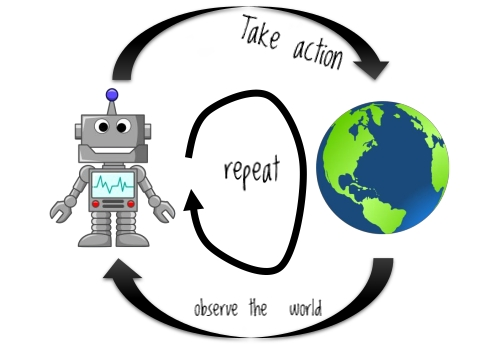 Take action
repeat
observe the world